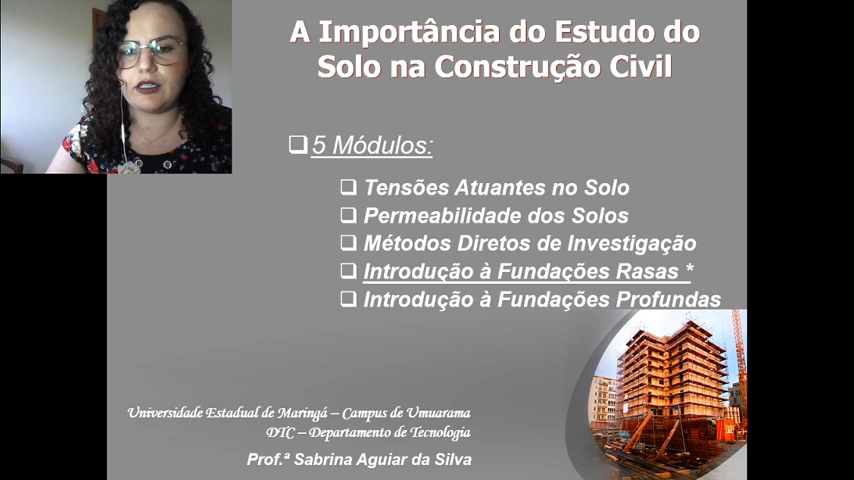 A Importância do Estudo do
Solo na Construção Civil
5 Módulos:
Tensões Atuantes no Solo
Permeabilidade dos Solos
Métodos Diretos de Investigação
Introdução à Fundações Rasas *
Introdução à Fundações Profundas
Universidade Estadual de Maringá – Campus de Umuarama
DTC – Departamento de Tecnologia
Prof.ª Sabrina Aguiar da Silva